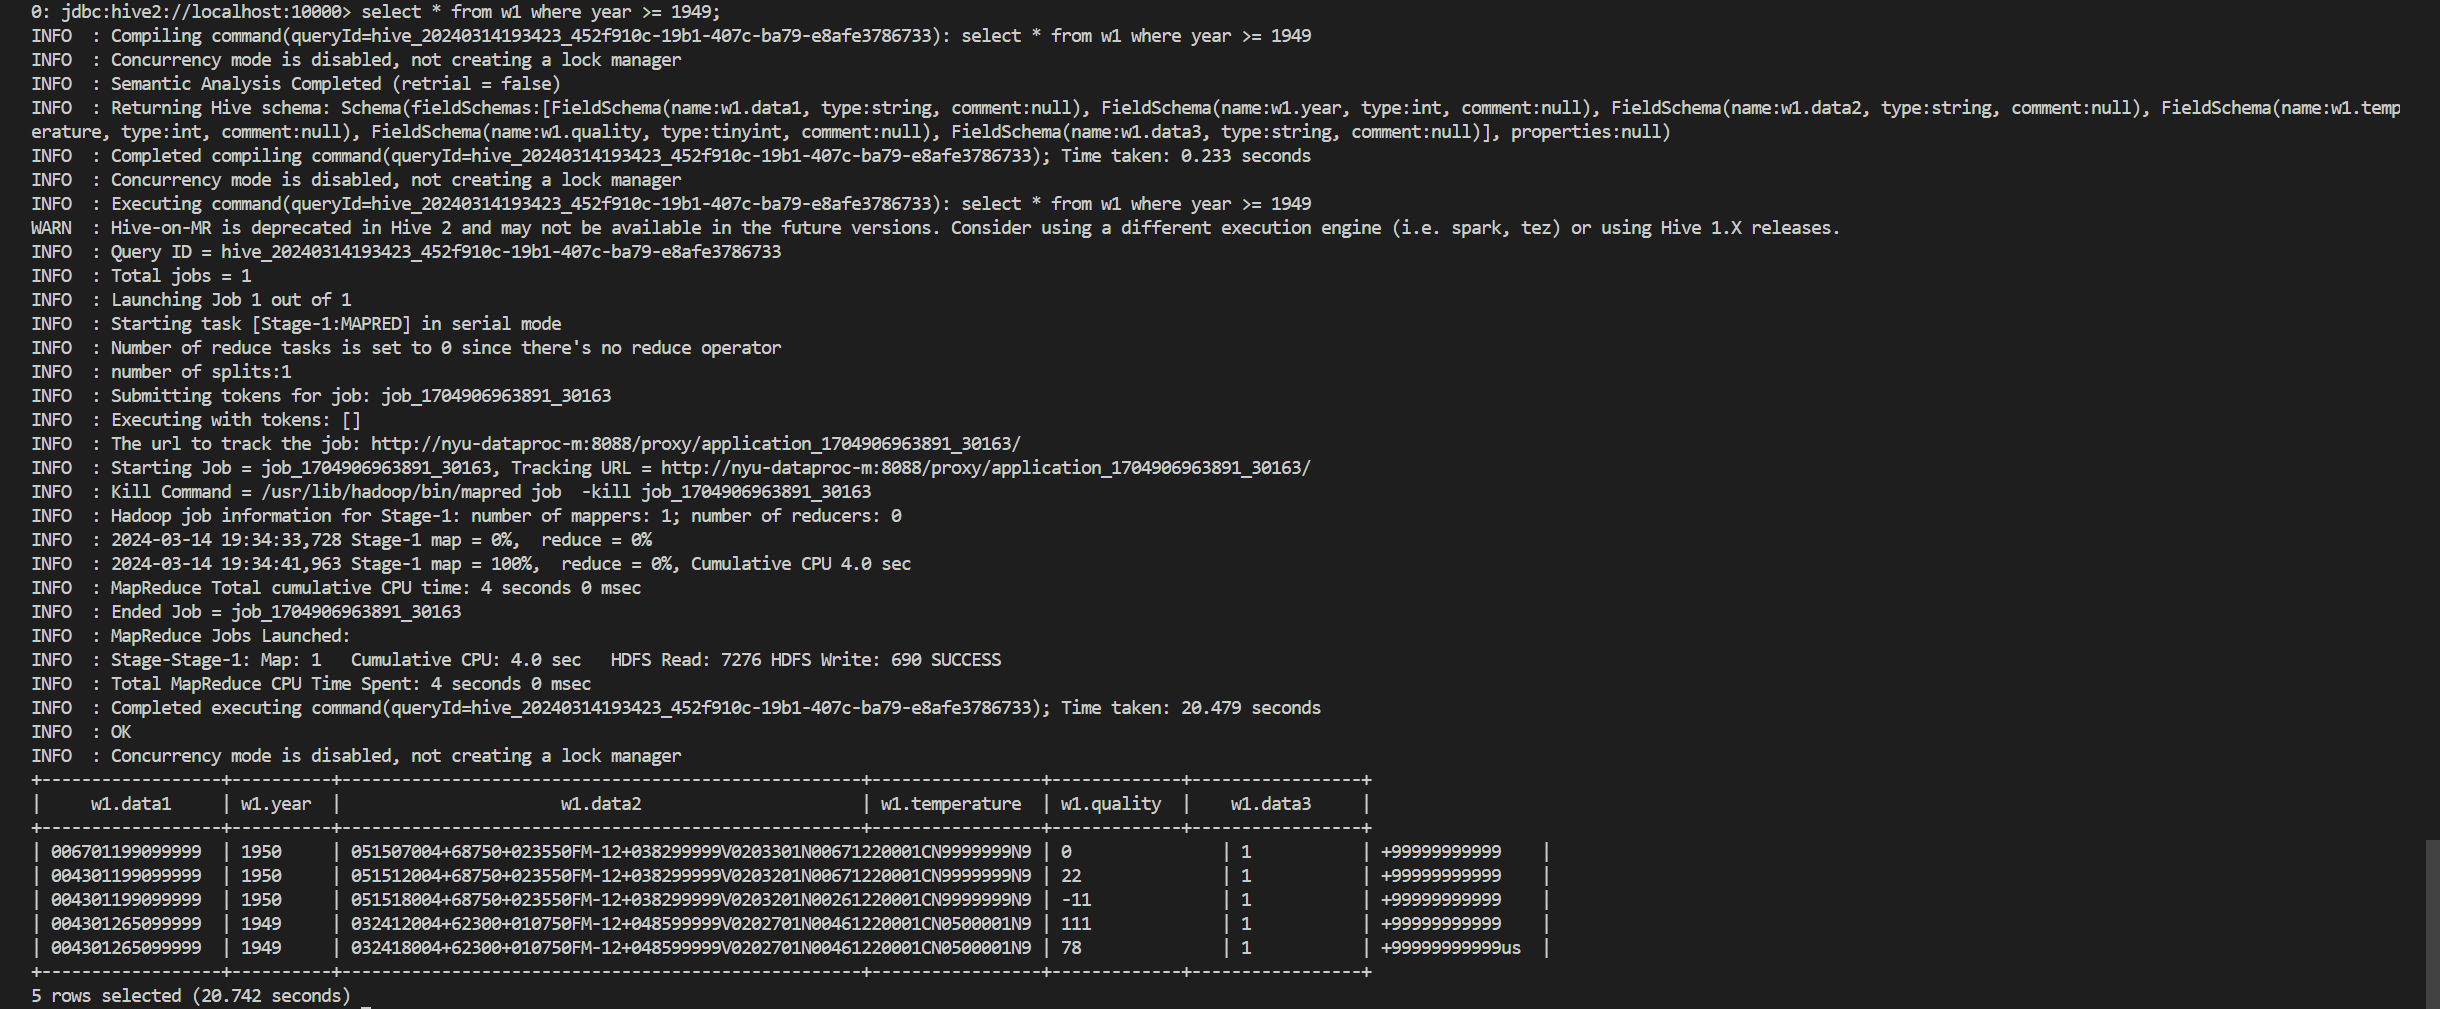 0: jdbc:hive2://localhost:10000> select * from w1 where year >= 1949;
INFO  : Compiling command(queryId=hive_20240314193423_452f910c-19b1-407c-ba79-e8afe3786733): select * from w1 where year >= 1949
INFO  : Concurrency mode is disabled, not creating a lock manager
INFO  : Semantic Analysis Completed (retrial = false)
INFO  : Returning Hive schema: Schema(fieldSchemas:[FieldSchema(name:w1.data1, type:string, comment:null), FieldSchema(name:w1.year, type:int, comment:null), FieldSchema(name:w1.data2, type:string, comment:null), FieldSchema(name:w1.temp
erature, type:int, comment:null), FieldSchema(name:w1.quality, type:tinyint, comment:null), FieldSchema(name:w1.data3, type:string, comment:null)], properties:null)
INFO  : Completed compiling command(queryId=hive_20240314193423_452f910c-19b1-407c-ba79-e8afe3786733); Time taken: 0.233 seconds
INFO  : Concurrency mode is disabled, not creating a lock manager
INFO  : Executing command(queryId=hive_20240314193423_452f910c-19b1-407c-ba79-e8afe3786733): select * from w1 where year >= 1949
WARN  : Hive-on-MR is deprecated in Hive 2 and may not be available in the future versions. Consider using a different execution engine (i.e. spark, tez) or using Hive 1.X releases.
INFO  : Query ID = hive_20240314193423_452f910c-19b1-407c-ba79-e8afe3786733
INFO  : Total jobs = 1
INFO  : Launching Job 1 out of 1
INFO  : Starting task [Stage-1:MAPRED] in serial mode
INFO  : Number of reduce tasks is set to 0 since there's no reduce operator
INFO  : number of splits:1
INFO  : Submitting tokens for job: job_1704906963891_30163
INFO  : Executing with tokens: []
INFO  : The url to track the job: http://nyu-dataproc-m:8088/proxy/application_1704906963891_30163/
INFO  : Starting Job = job_1704906963891_30163, Tracking URL = http://nyu-dataproc-m:8088/proxy/application_1704906963891_30163/
INFO  : Kill Command = /usr/lib/hadoop/bin/mapred job  -kill job_1704906963891_30163
INFO  : Hadoop job information for Stage-1: number of mappers: 1; number of reducers: 0
INFO  : 2024-03-14 19:34:33,728 Stage-1 map = 0%,  reduce = 0%
INFO  : 2024-03-14 19:34:41,963 Stage-1 map = 100%,  reduce = 0%, Cumulative CPU 4.0 sec
INFO  : MapReduce Total cumulative CPU time: 4 seconds 0 msec
INFO  : Ended Job = job_1704906963891_30163
INFO  : MapReduce Jobs Launched:
INFO  : Stage-Stage-1: Map: 1   Cumulative CPU: 4.0 sec   HDFS Read: 7276 HDFS Write: 690 SUCCESS
INFO  : Total MapReduce CPU Time Spent: 4 seconds 0 msec
INFO  : Completed executing command(queryId=hive_20240314193423_452f910c-19b1-407c-ba79-e8afe3786733); Time taken: 20.479 seconds
INFO  : OK
INFO  : Concurrency mode is disabled, not creating a lock manager
+------------------+----------+----------------------------------------------------+-----------------+-------------+-----------------+
|     w1.data1     | w1.year  |                      w1.data2                      | w1.temperature  | w1.quality  |    w1.data3     |
+------------------+----------+----------------------------------------------------+-----------------+-------------+-----------------+
| 006701199099999  | 1950     | 051507004+68750+023550FM-12+038299999V0203301N00671220001CN9999999N9 | 0               | 1           | +99999999999    |
| 004301199099999  | 1950     | 051512004+68750+023550FM-12+038299999V0203201N00671220001CN9999999N9 | 22              | 1           | +99999999999    |
| 004301199099999  | 1950     | 051518004+68750+023550FM-12+038299999V0203201N00261220001CN9999999N9 | -11             | 1           | +99999999999    |
| 004301265099999  | 1949     | 032412004+62300+010750FM-12+048599999V0202701N00461220001CN0500001N9 | 111             | 1           | +99999999999    |
| 004301265099999  | 1949     | 032418004+62300+010750FM-12+048599999V0202701N00461220001CN0500001N9 | 78              | 1           | +99999999999us  |
+------------------+----------+----------------------------------------------------+-----------------+-------------+-----------------+
5 rows selected (20.742 seconds)